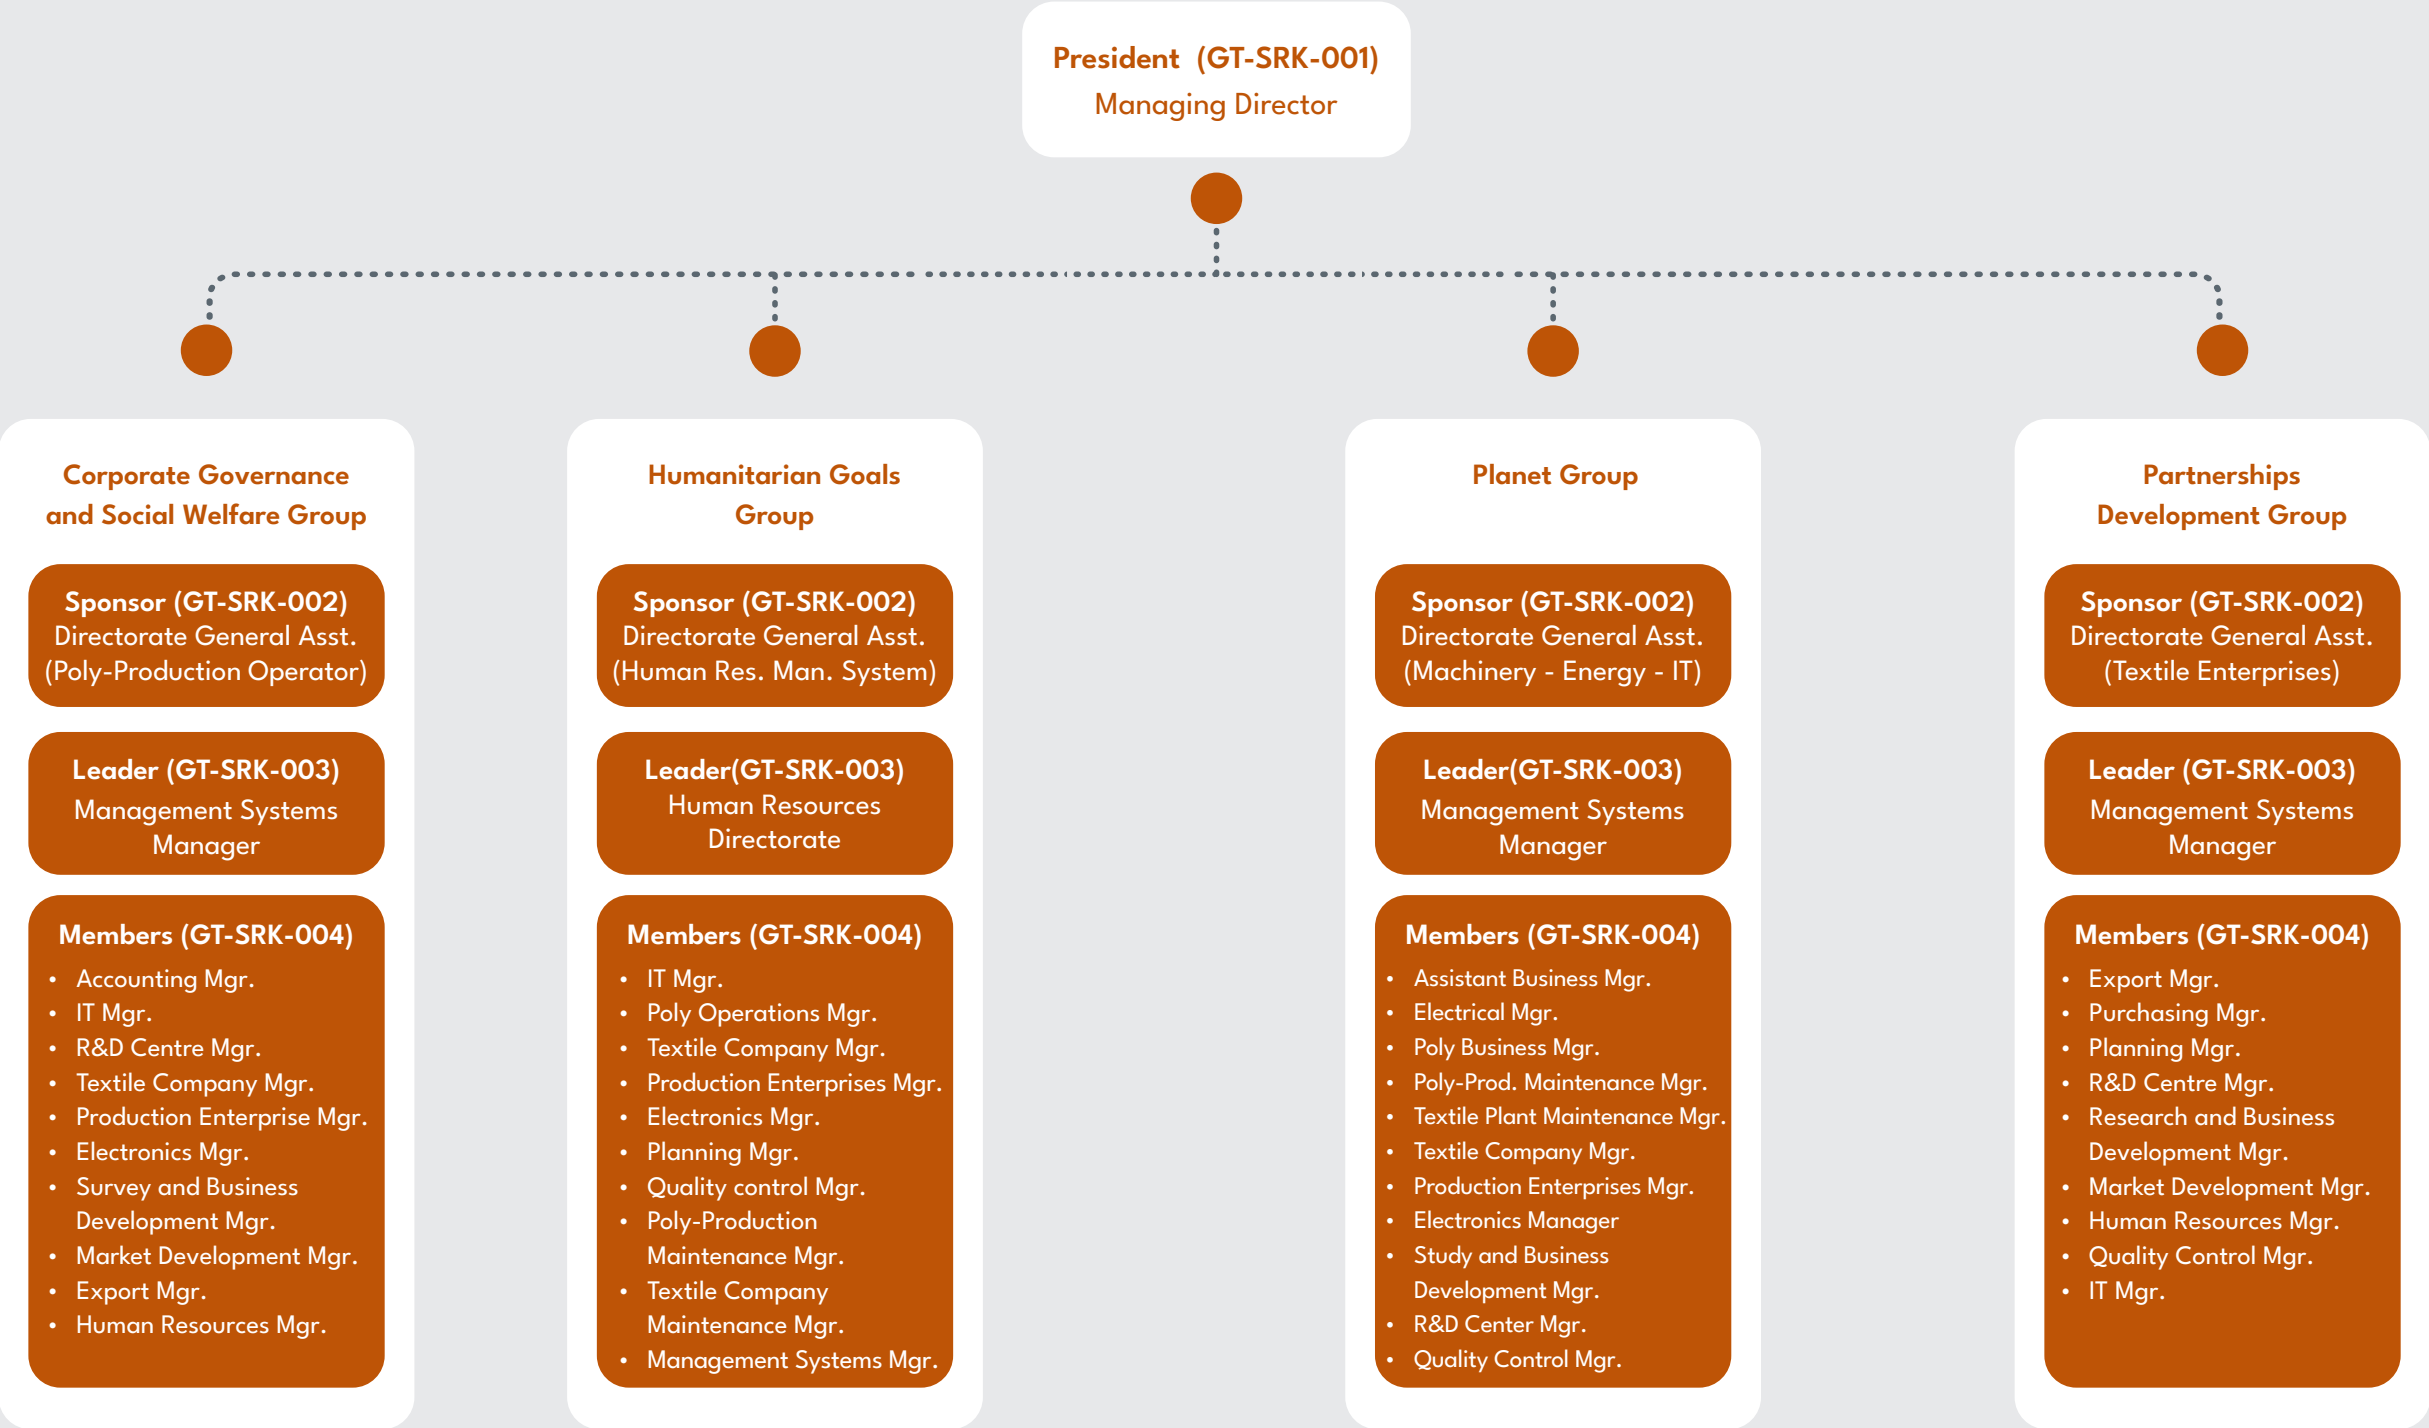 President (GT-SRK-001)
Managing Director
Corporate Governance
and Social Welfare Group
Sponsor (GT-SRK-002)
Directorate General Asst.
(Poly-Production Operator)
Leader (GT-SRK-003)
Management Systems
Manager
Members (GT-SRK-004)
• Accounting Mgr.
• IT Mgr.
• R&D Centre Mgr.
• Textile Company Mgr.
• Production Enterprise Mgr.
• Electronics Mgr.
• Survey and Business
Development Mgr.
• Market Development Mgr.
• Export Mgr.
• Human Resources Mgr.
Humanitarian Goals
Group
Sponsor (GT-SRK-002)
Directorate General Asst.
(Human Res. Man. System)
Leader(GT-SRK-003)
Human Resources
Directorate
Members (GT-SRK-004)
• IT Mgr.
• Poly Operations Mgr.
• Textile Company Mgr.
• Production Enterprises Mgr.
• Electronics Mgr.
• Planning Mgr.
• Quality control Mgr.
• Poly-Production
Maintenance Mgr.
• Textile Company
Maintenance Mgr.
• Management Systems Mgr.
Planet Group
Sponsor (GT-SRK-002)
Directorate General Asst.
(Machinery - Energy - IT)
Leader(GT-SRK-003)
Management Systems
Manager
Members (GT-SRK-004)
• Assistant Business Mgr.
• Electrical Mgr.
• Poly Business Mgr.
• Poly-Prod. Maintenance Mgr.
• Textile Plant Maintenance Mgr.
• Textile Company Mgr.
• Production Enterprises Mgr.
• Electronics Manager
• Study and Business
Development Mgr.
• R&D Center Mgr.
• Quality Control Mgr.
Partnerships
Development Group
Sponsor (GT-SRK-002)
Directorate General Asst.
(Textile Enterprises)
Leader (GT-SRK-003)
Management Systems
Manager
Members (GT-SRK-004)
• Export Mgr.
• Purchasing Mgr.
• Planning Mgr.
• R&D Centre Mgr.
• Research and Business
Development Mgr.
• Market Development Mgr.
• Human Resources Mgr.
• Quality Control Mgr.
• IT Mgr.